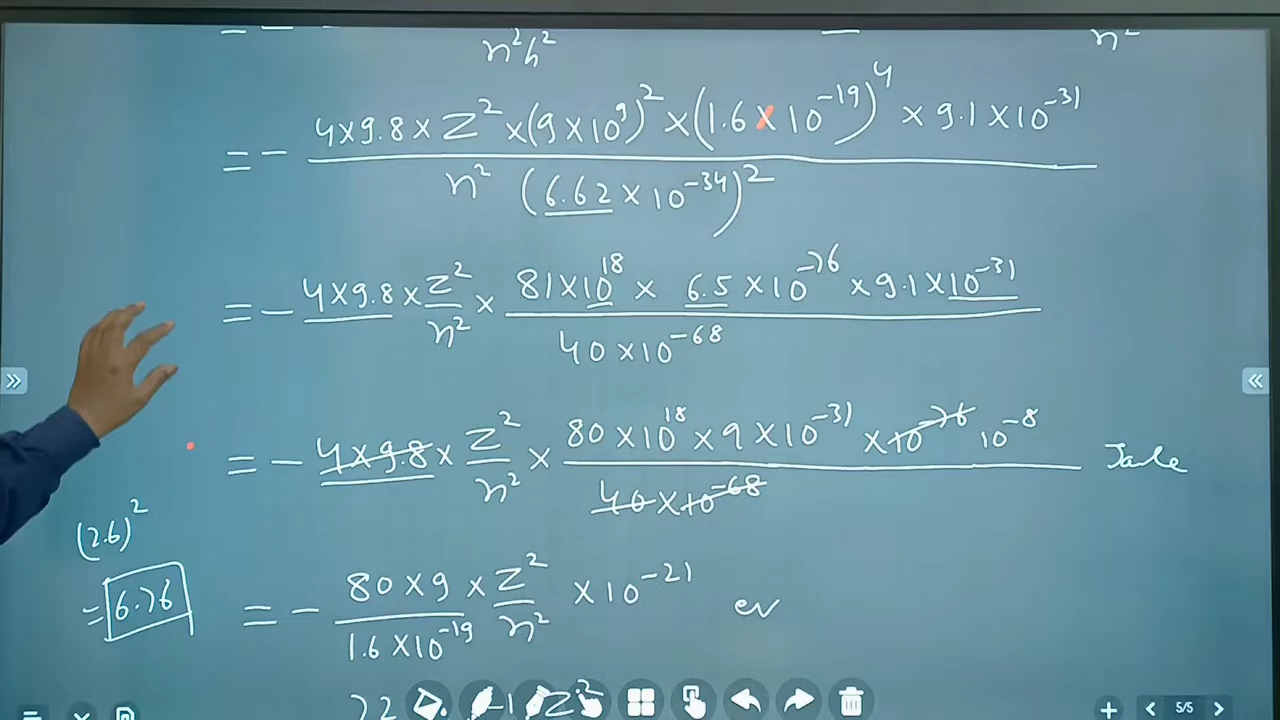 n²h²
n²
= - 4×9.8×Z²×(9×10⁹)²×(1.6×10⁻¹⁹)⁴×9.1×10⁻³¹
n² (6.62×10⁻³⁴)²
= - 4×9.8×Z²/n² × 81×10¹⁸ × 6.5×10⁻⁷⁶ ×9.1×10⁻³¹
40×10⁻⁶⁸
= - 4×9.8×Z²/n² × 80×10¹⁸×9×10⁻³¹ ×10⁻⁷⁶ 10⁻⁸
40×10⁻⁶⁸
(2.6)²
= 6.76
= - 80×9×Z²/n² ×10⁻²¹ ev
1.6×10⁻¹⁹
5/5